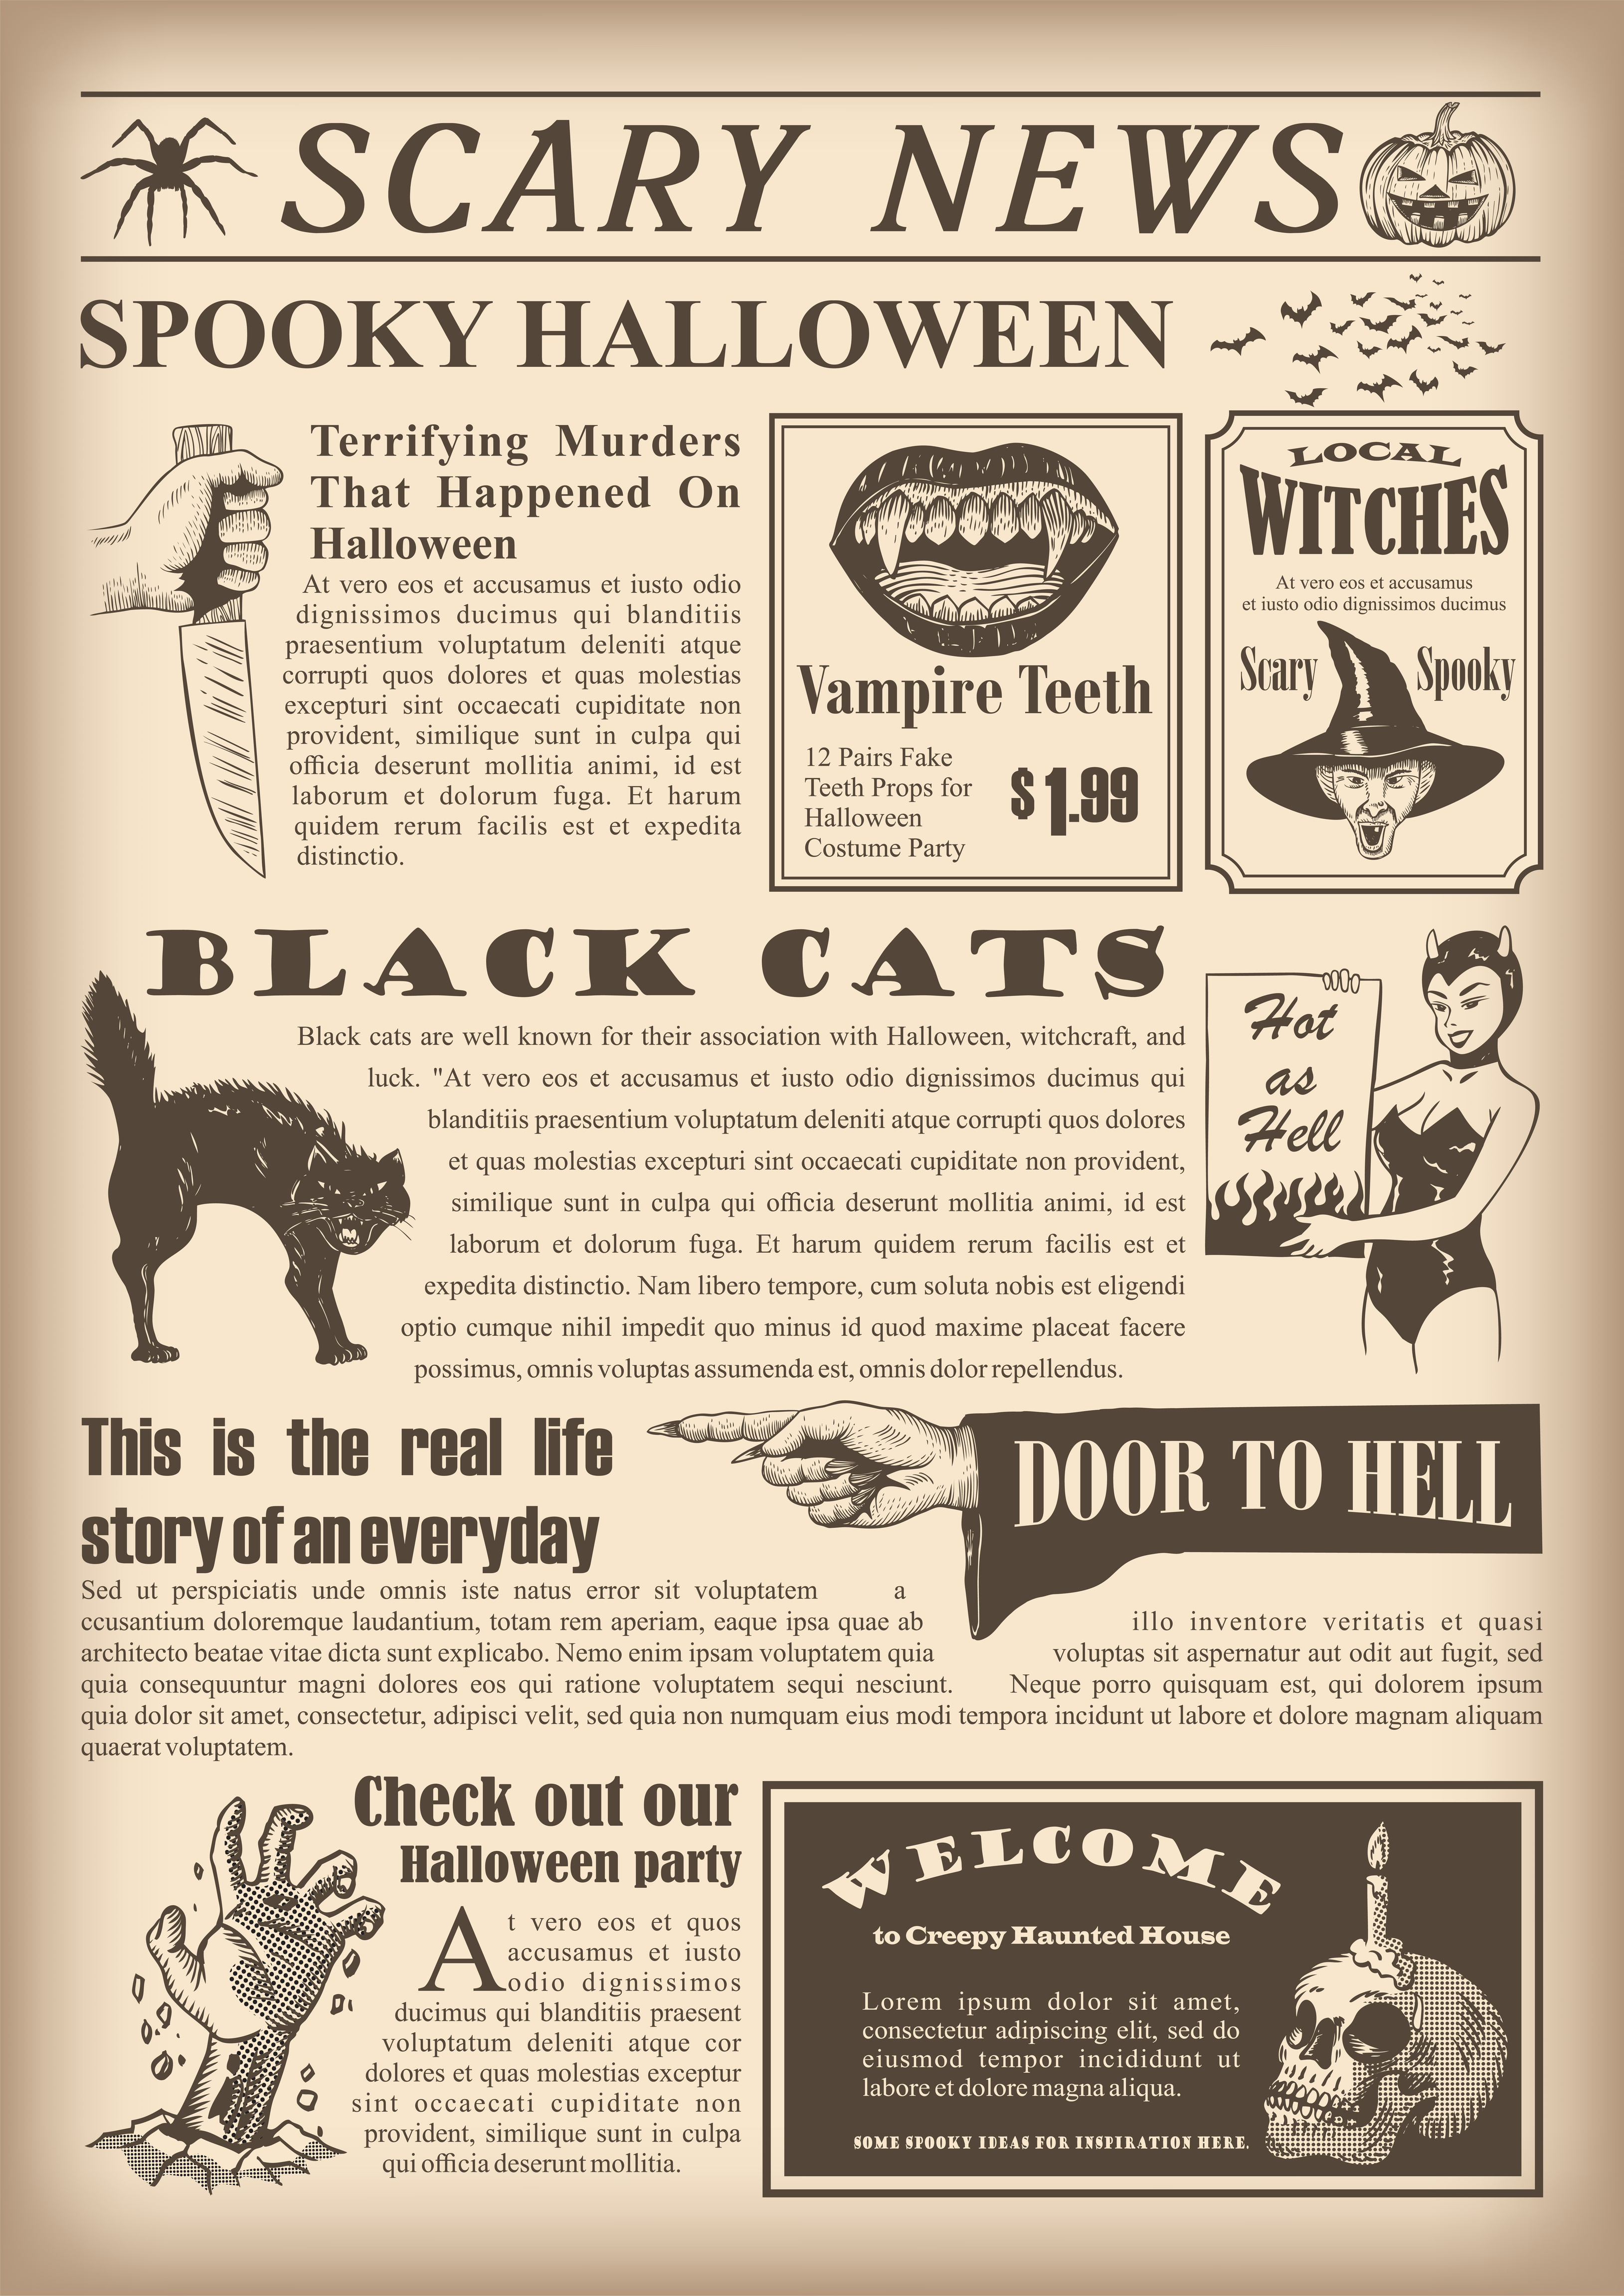 SCARY NEWS
SPOOKY HALLOWEEN
Terrifying Murders
That Happened On
Halloween
At vero eos et accusamus et iusto odio
dignissimos ducimus qui blanditiis
praesentium voluptatum deleniti atque
corrupti quos dolores et quas molestias
excepturi sint occaecati cupiditate non
provident, similique sunt in culpa qui
officia deserunt mollitia animi, id est
laborum et dolorum fuga. Et harum
quidem rerum facilis est et expedita
distinctio.
Vampire Teeth
12 Pairs Fake
Teeth Props for
Halloween
Costume Party
$1.99
LOCAL
WITCHES
At vero eos et accusamus
et iusto odio dignissimos ducimus
Scary Spooky
BLACK CATS
Black cats are well known for their association with Halloween, witchcraft, and
luck. "At vero eos et accusamus et iusto odio dignissimos ducimus qui
blanditiis praesentium voluptatum deleniti atque corrupti quos dolores
et quas molestias excepturi sint occaecati cupiditate non provident,
similique sunt in culpa qui officia deserunt mollitia animi, id est
laborum et dolorum fuga. Et harum quidem rerum facilis est et
expedita distinctio. Nam libero tempore, cum soluta nobis est eligendi
optio cumque nihil impedit quo minus id quod maxime placeat facere
possimus, omnis voluptas assumenda est, omnis dolor repellendus.
Hot
as
Hell
This is the real life
story of an everyday
DOOR TO HELL
Sed ut perspiciatis unde omnis iste natus error sit voluptatem a
ccusantium doloremque laudantium, totam rem aperiam, eaque ipsa quae ab illo inventore veritatis et quasi
architecto beatae vitae dicta sunt explicabo. Nemo enim ipsam voluptatem quia voluptas sit aspernatur aut odit aut fugit, sed
quia consequuntur magni dolores eos qui ratione voluptatem sequi nesciunt. Neque porro quisquam est, qui dolorem ipsum
quia dolor sit amet, consectetur, adipisci velit, sed quia non numquam eius modi tempora incidunt ut labore et dolore magnam aliquam
quaerat voluptatem.
Check out our
Halloween party
At vero eos et quos
accusamus et iusto
odio dignissimos
ducimus qui blanditiis praesent
voluptatum deleniti atque cor
dolores et quas molestias exceptur
sint occaecati cupiditate non
provident, similique sunt in culpa
qui officia deserunt mollitia.
WELCOME
to Creepy Haunted House
Lorem ipsum dolor sit amet,
consectetur adipiscing elit, sed do
eiusmod tempor incididunt ut
labore et dolore magna aliqua.
SOME SPOOKY IDEAS FOR INSPIRATION HERE.